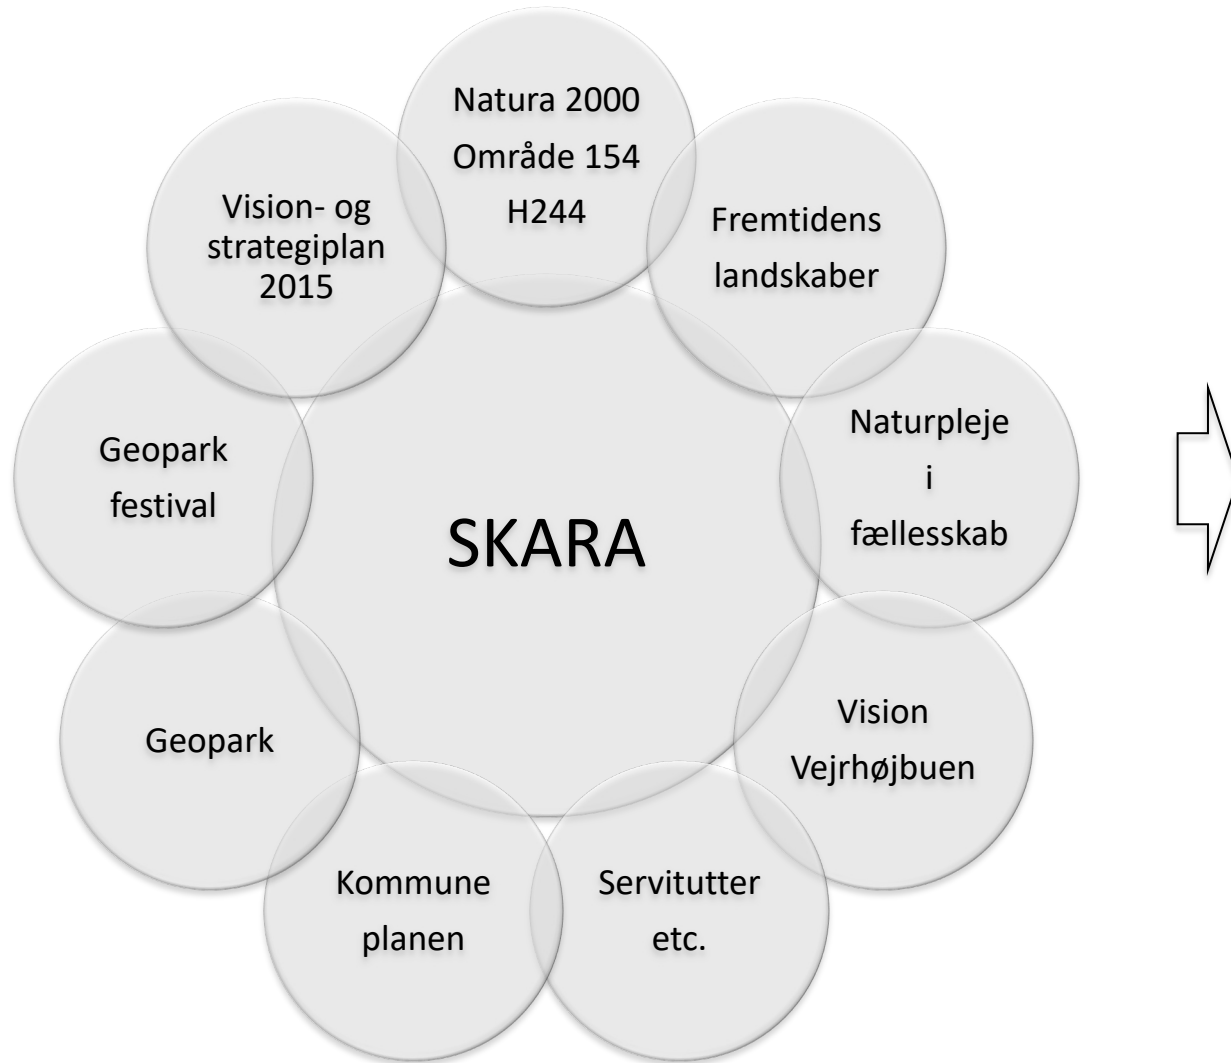 Natura 2000
Område 154
H244
Fremtidens
landskaber
Naturpleje
i
fællesskab
Vision
Vejrhøjbuen
Servitutter
etc.
Kommune
planen
Geopark
Geopark
festival
Vision- og
strategiplan
2015
SKARA